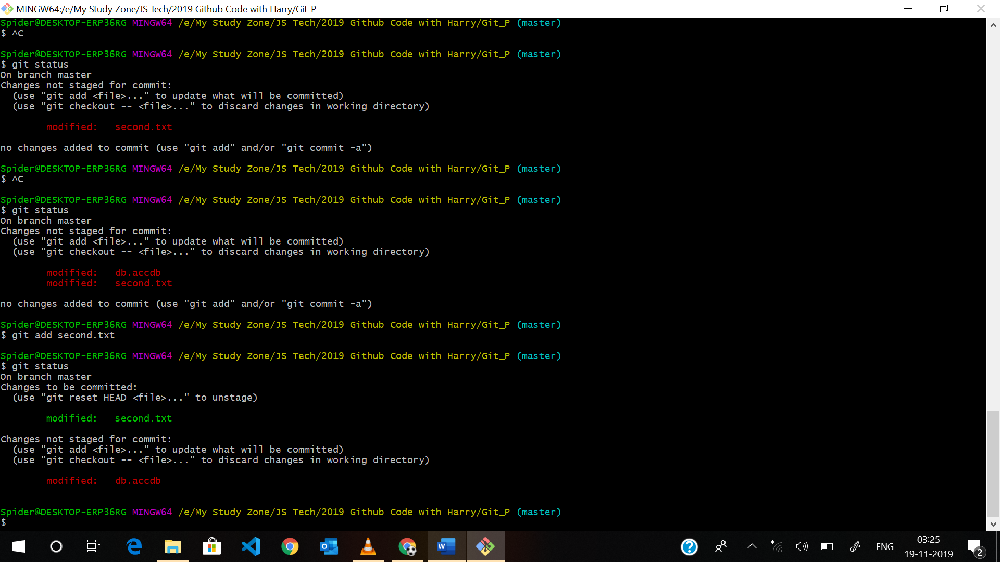 MINGW64:/e/My Study Zone/JS Tech/2019 Github Code with Harry/Git_P
Spider@DESKTOP-ERP36RG MINGW64 /e/My Study Zone/JS Tech/2019 Github Code with Harry/Git_P (master)
$ ^C
Spider@DESKTOP-ERP36RG MINGW64 /e/My Study Zone/JS Tech/2019 Github Code with Harry/Git_P (master)
$ git status
On branch master
Changes not staged for commit:
  (use "git add <file>..." to update what will be committed)
  (use "git checkout -- <file>..." to discard changes in working directory)
        modified:   second.txt
no changes added to commit (use "git add" and/or "git commit -a")
Spider@DESKTOP-ERP36RG MINGW64 /e/My Study Zone/JS Tech/2019 Github Code with Harry/Git_P (master)
$ ^C
Spider@DESKTOP-ERP36RG MINGW64 /e/My Study Zone/JS Tech/2019 Github Code with Harry/Git_P (master)
$ git status
On branch master
Changes not staged for commit:
  (use "git add <file>..." to update what will be committed)
  (use "git checkout -- <file>..." to discard changes in working directory)
        modified:   db.accdb
        modified:   second.txt
no changes added to commit (use "git add" and/or "git commit -a")
Spider@DESKTOP-ERP36RG MINGW64 /e/My Study Zone/JS Tech/2019 Github Code with Harry/Git_P (master)
$ git add second.txt
Spider@DESKTOP-ERP36RG MINGW64 /e/My Study Zone/JS Tech/2019 Github Code with Harry/Git_P (master)
$ git status
On branch master
Changes to be committed:
  (use "git reset HEAD <file>..." to unstage)
        modified:   second.txt
Changes not staged for commit:
  (use "git add <file>..." to update what will be committed)
  (use "git checkout -- <file>..." to discard changes in working directory)
        modified:   db.accdb
Spider@DESKTOP-ERP36RG MINGW64 /e/My Study Zone/JS Tech/2019 Github Code with Harry/Git_P (master)
$
ENG
03:25
19-11-2019
2